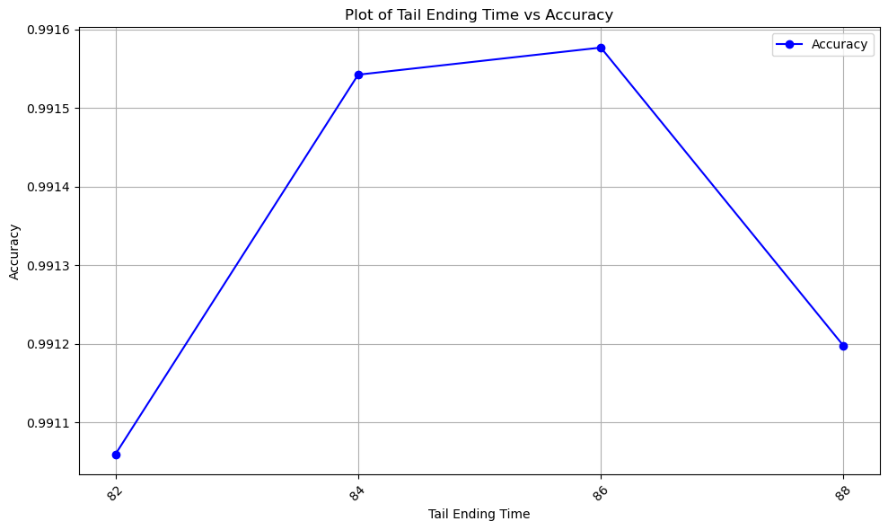 Plot of Tail Ending Time vs Accuracy
Accuracy
0.9916
0.9915
0.9914
0.9913
0.9912
0.9911
Accuracy
82
84
86
88
Tail Ending Time